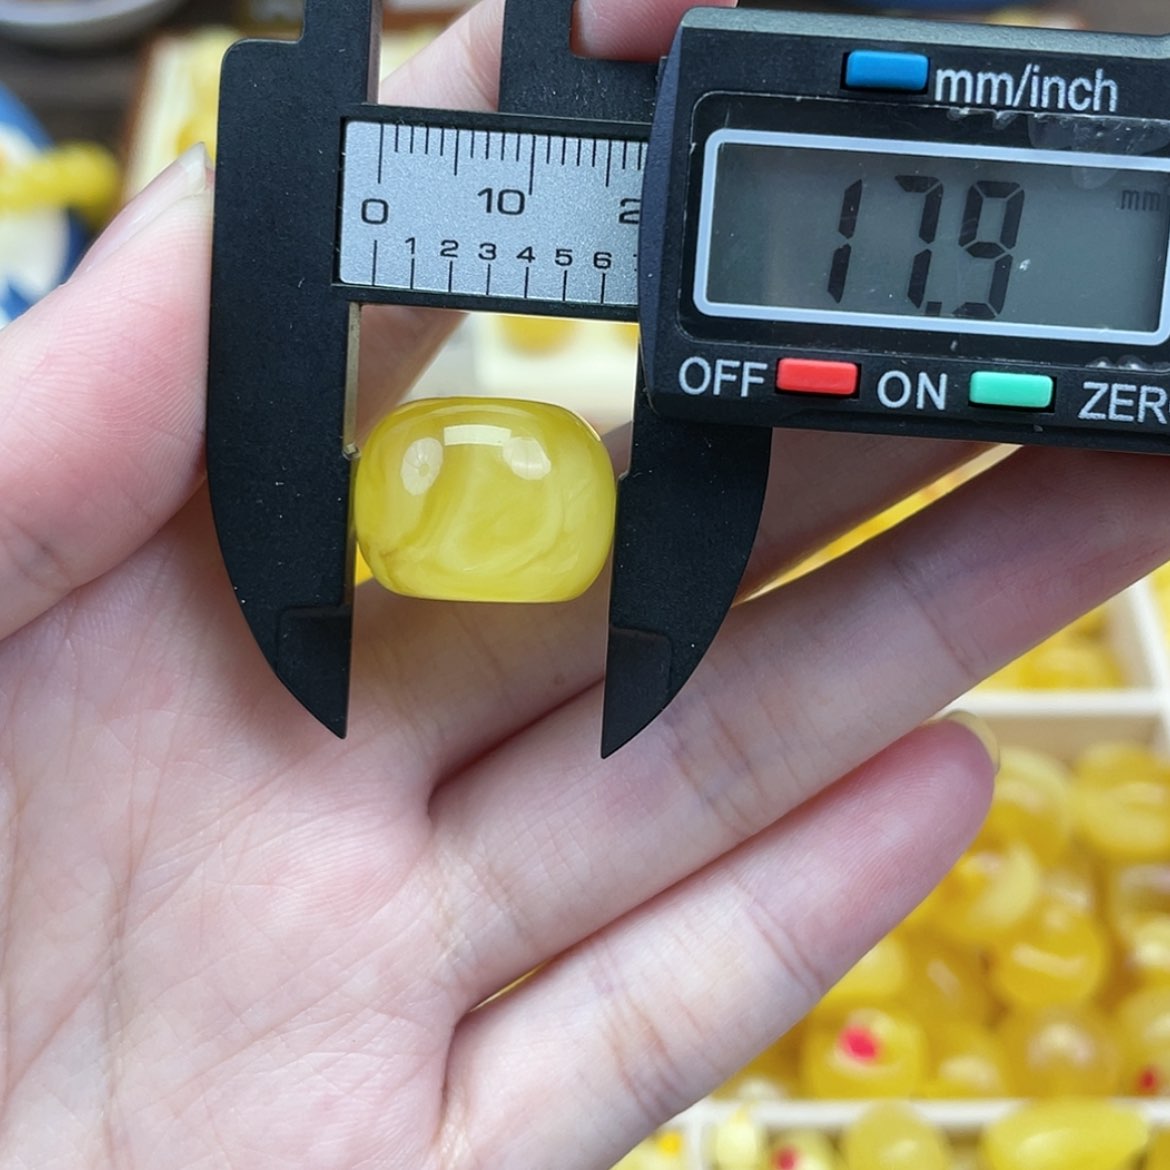 mm/inch
0 10 2
1 2 3 4 5 6
17.9 mm
OFF ON ZER